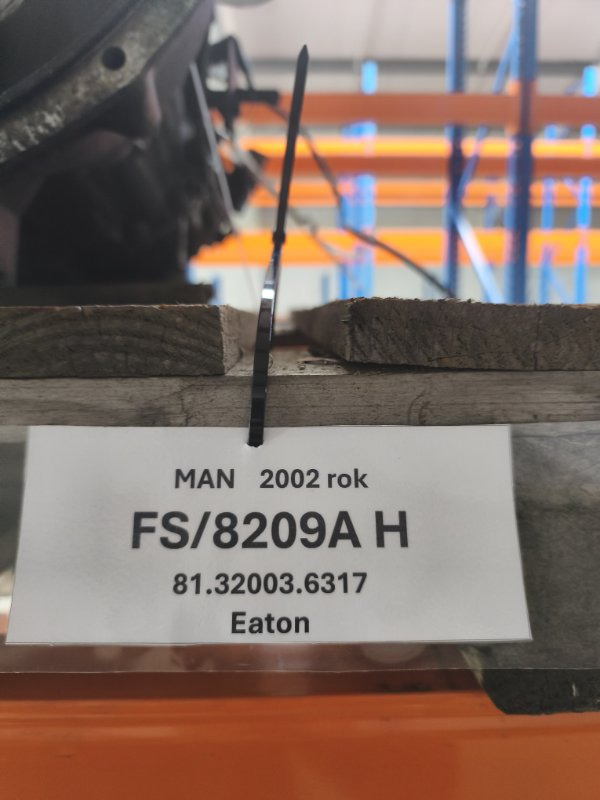 MAN 2002 rok
FS/8209A H
81.32003.6317
Eaton